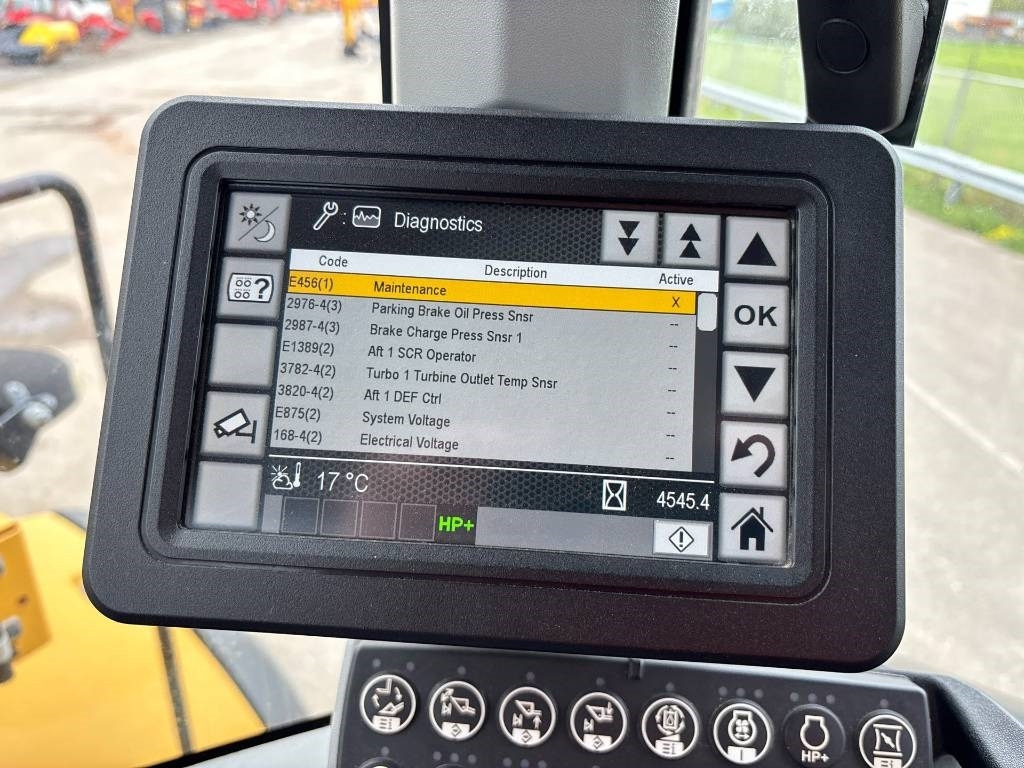 Diagnostics
Code Description Active
E456(1) Maintenance X
2976-4(3) Parking Brake Oil Press Snsr --
2987-4(3) Brake Charge Press Snsr 1 --
E1389(2) Aft 1 SCR Operator --
3782-4(2) Turbo 1 Turbine Outlet Temp Snsr --
3820-4(2) Aft 1 DEF Ctrl --
E875(2) System Voltage --
168-4(2) Electrical Voltage --
OK
17 °C 4545.4
HP+
HP+